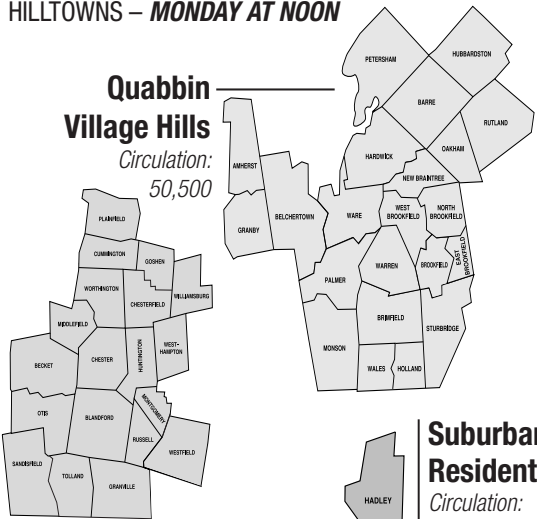 HILLTOWNS – MONDAY AT NOON
Quabbin
Village Hills
Circulation:
50,500
PETERSHAM
HUBBARDSTON
BARRE
RUTLAND
HARDWICK
OAKHAM
NEW BRAINTREE
AMHERST
BELCHERTOWN
GRANBY
WARE
WEST
BROOKFIELD
NORTH
BROOKFIELD
PALMER
WARREN
BROOKFIELD
EAST
BROOKFIELD
BRIMFIELD
STURBRIDGE
MONSON
WALES
HOLLAND
PLAINFIELD
CUMMINGTON
GOSHEN
WORTHINGTON
CHESTERFIELD
WILLIAMSBURG
MIDDLEFIELD
BECKET
CHESTER
HUNTINGTON
WEST-
HAMPTON
OTIS
BLANDFORD
MONTGOMERY
RUSSELL
WESTFIELD
SANDISFIELD
TOLLAND
GRANVILLE
Suburban
Resident
Circulation:
HADLEY